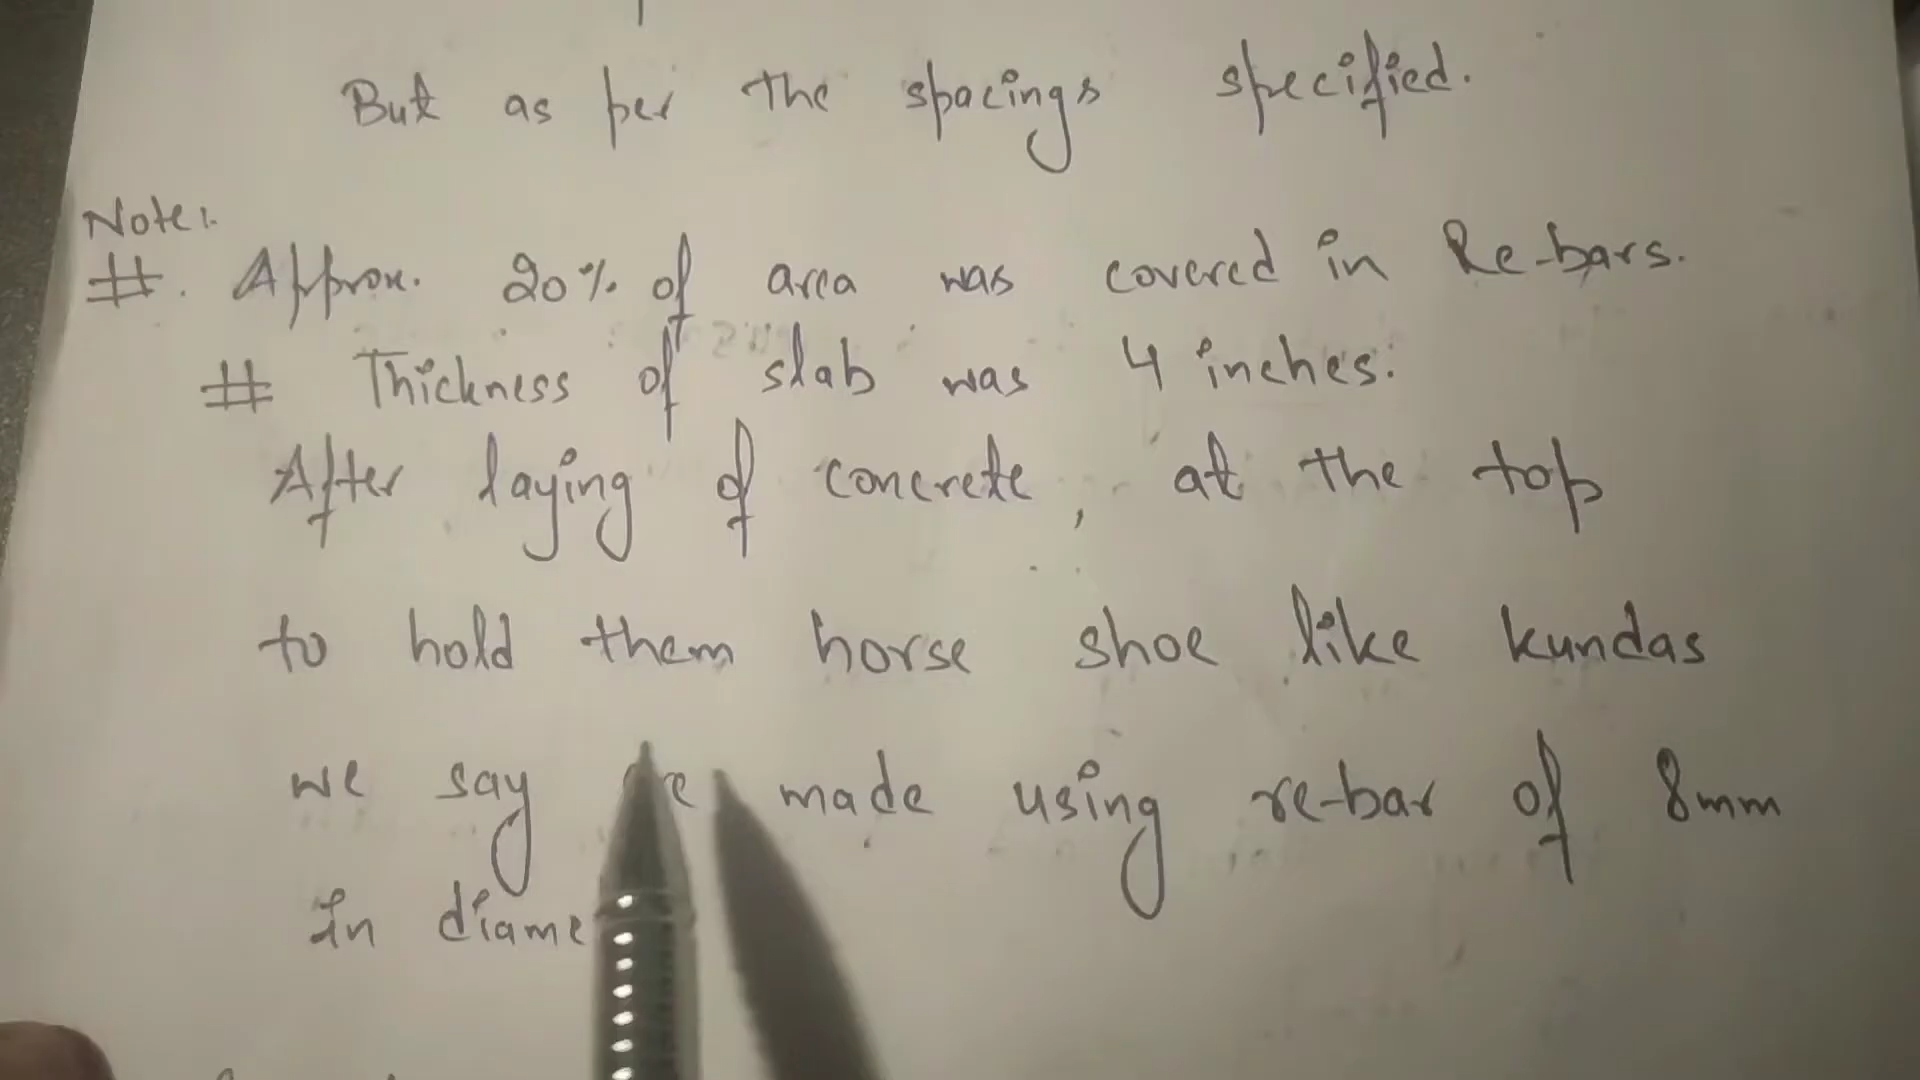 But as per the spacings specified.
Note:-
#. Approx. 20% of area was covered in Re-bars.
# Thickness of slab was 4 inches.
After laying of concrete, at the top
to hold them horse shoe like kundas
we say made using re-bar of 8mm
in